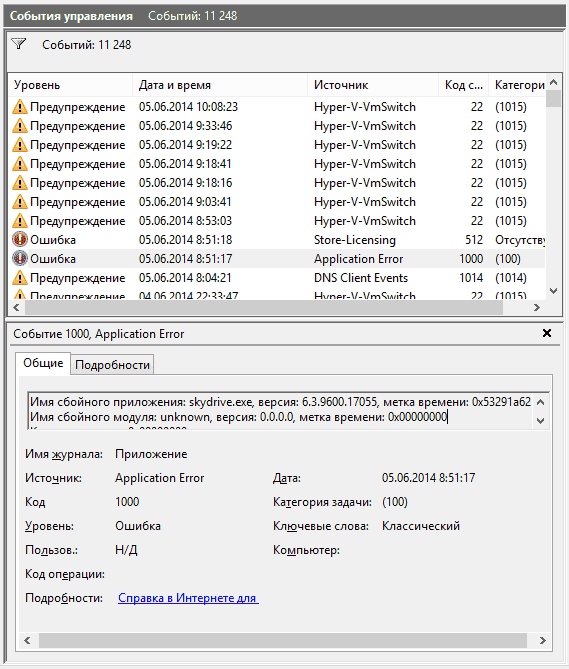 События управления Событий: 11 248
Событий: 11 248
Уровень Дата и время Источник Код с... Категори
Предупреждение 05.06.2014 10:08:23 Hyper-V-VmSwitch 22 (1015)
Предупреждение 05.06.2014 9:33:46 Hyper-V-VmSwitch 22 (1015)
Предупреждение 05.06.2014 9:19:22 Hyper-V-VmSwitch 22 (1015)
Предупреждение 05.06.2014 9:18:41 Hyper-V-VmSwitch 22 (1015)
Предупреждение 05.06.2014 9:18:16 Hyper-V-VmSwitch 22 (1015)
Предупреждение 05.06.2014 9:03:41 Hyper-V-VmSwitch 22 (1015)
Предупреждение 05.06.2014 8:53:03 Hyper-V-VmSwitch 22 (1015)
Ошибка 05.06.2014 8:51:18 Store-Licensing 512 Отсутству
Ошибка 05.06.2014 8:51:17 Application Error 1000 (100)
Предупреждение 05.06.2014 8:04:21 DNS Client Events 1014 (1014)
Предупреждение 04.06.2014 22:33:47 Hyper-V-VmSwitch 22 (1015)
Событие 1000, Application Error
Общие Подробности
Имя сбойного приложения: skydrive.exe, версия: 6.3.9600.17055, метка времени: 0x53291a62
Имя сбойного модуля: unknown, версия: 0.0.0.0, метка времени: 0x00000000
Имя журнала: Приложение
Источник: Application Error Дата: 05.06.2014 8:51:17
Код 1000 Категория задачи: (100)
Уровень: Ошибка Ключевые слова: Классический
Пользов.: Н/Д Компьютер:
Код операции:
Подробности: Справка в Интернете для